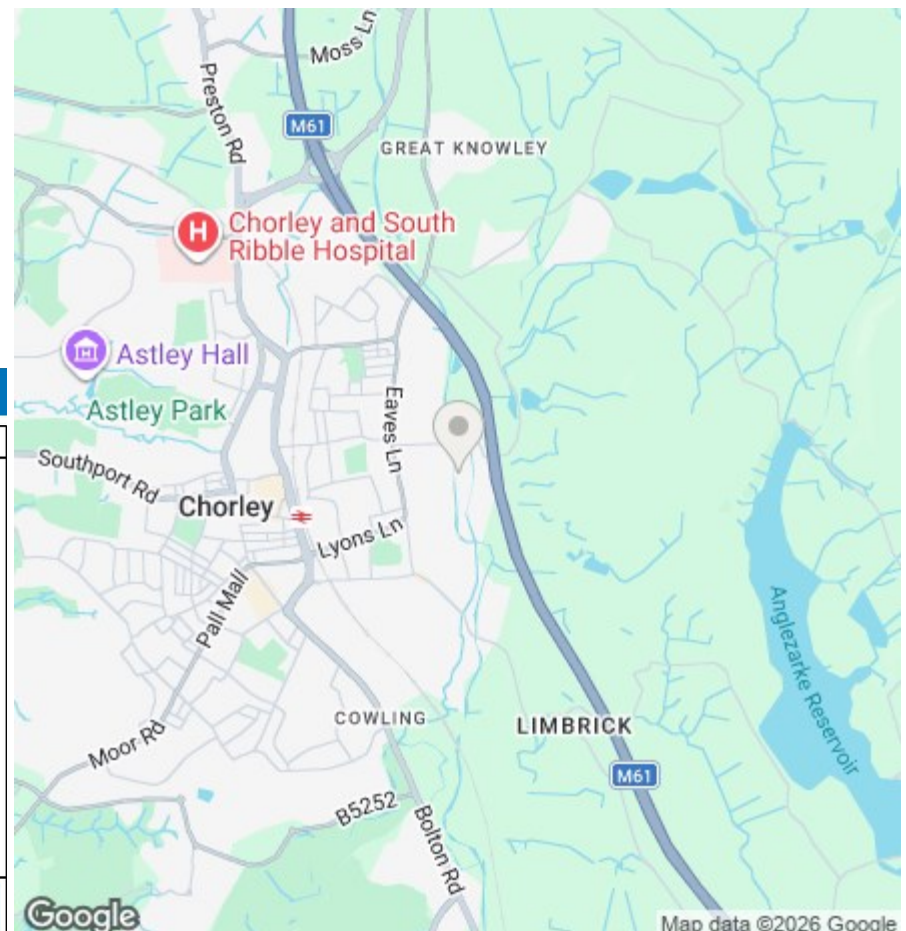 Moss Ln
Preston Rd
M61
GREAT KNOWLEY
H
Chorley and South
Ribble Hospital
Astley Hall
Astley Park
Eaves Ln
Southport Rd
Chorley
Lyons Ln
Pall Mall
Anglezarke Reservoir
COWLING
LIMBRICK
Moor Rd
M61
B5252
Bolton Rd
Google
Map data ©2026 Google